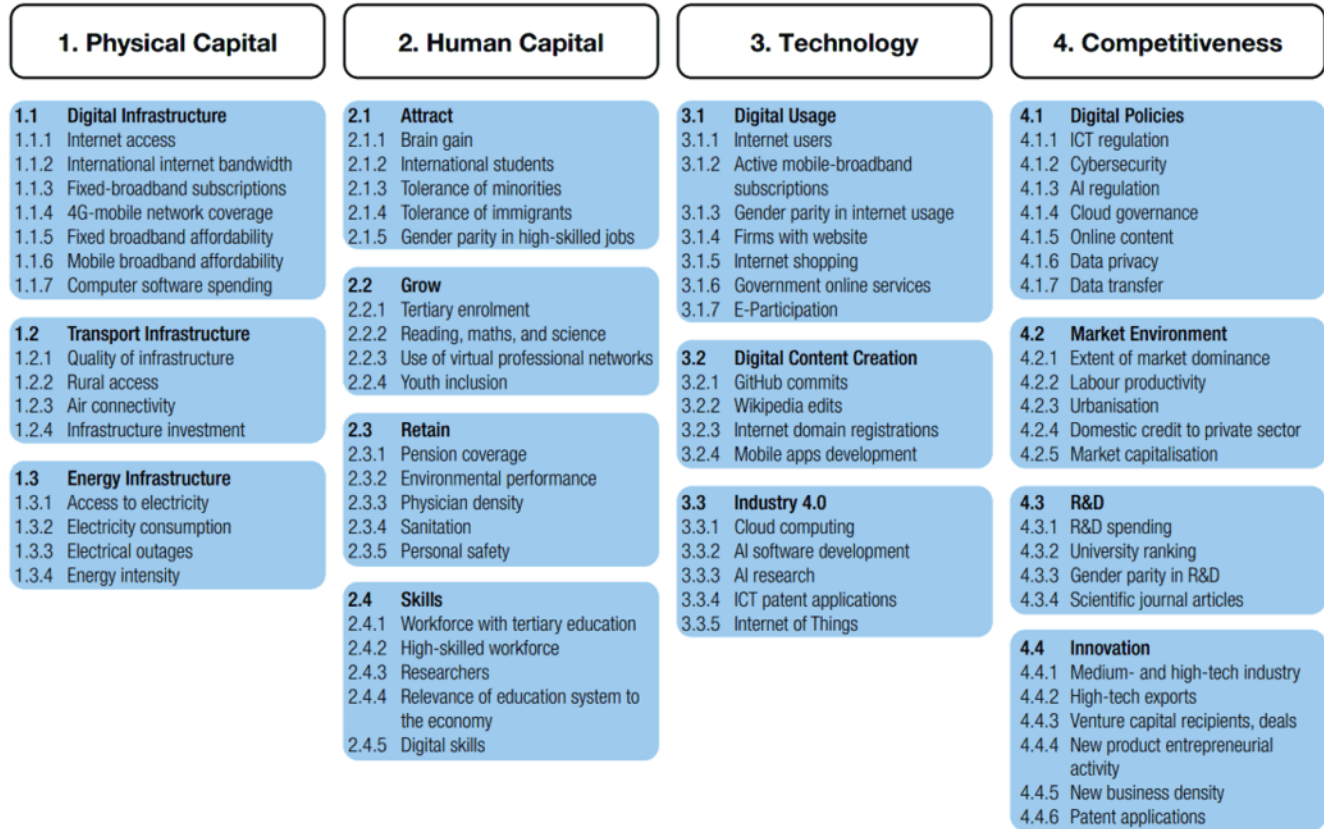 1. Physical Capital
1.1 Digital Infrastructure
1.1.1 Internet access
1.1.2 International internet bandwidth
1.1.3 Fixed-broadband subscriptions
1.1.4 4G-mobile network coverage
1.1.5 Fixed broadband affordability
1.1.6 Mobile broadband affordability
1.1.7 Computer software spending
1.2 Transport Infrastructure
1.2.1 Quality of infrastructure
1.2.2 Rural access
1.2.3 Air connectivity
1.2.4 Infrastructure investment
1.3 Energy Infrastructure
1.3.1 Access to electricity
1.3.2 Electricity consumption
1.3.3 Electrical outages
1.3.4 Energy intensity
2. Human Capital
2.1 Attract
2.1.1 Brain gain
2.1.2 International students
2.1.3 Tolerance of minorities
2.1.4 Tolerance of immigrants
2.1.5 Gender parity in high-skilled jobs
2.2 Grow
2.2.1 Tertiary enrolment
2.2.2 Reading, maths, and science
2.2.3 Use of virtual professional networks
2.2.4 Youth inclusion
2.3 Retain
2.3.1 Pension coverage
2.3.2 Environmental performance
2.3.3 Physician density
2.3.4 Sanitation
2.3.5 Personal safety
2.4 Skills
2.4.1 Workforce with tertiary education
2.4.2 High-skilled workforce
2.4.3 Researchers
2.4.4 Relevance of education system to
the economy
2.4.5 Digital skills
3. Technology
3.1 Digital Usage
3.1.1 Internet users
3.1.2 Active mobile-broadband
subscriptions
3.1.3 Gender parity in internet usage
3.1.4 Firms with website
3.1.5 Internet shopping
3.1.6 Government online services
3.1.7 E-Participation
3.2 Digital Content Creation
3.2.1 GitHub commits
3.2.2 Wikipedia edits
3.2.3 Internet domain registrations
3.2.4 Mobile apps development
3.3 Industry 4.0
3.3.1 Cloud computing
3.3.2 AI software development
3.3.3 AI research
3.3.4 ICT patent applications
3.3.5 Internet of Things
4. Competitiveness
4.1 Digital Policies
4.1.1 ICT regulation
4.1.2 Cybersecurity
4.1.3 AI regulation
4.1.4 Cloud governance
4.1.5 Online content
4.1.6 Data privacy
4.1.7 Data transfer
4.2 Market Environment
4.2.1 Extent of market dominance
4.2.2 Labour productivity
4.2.3 Urbanisation
4.2.4 Domestic credit to private sector
4.2.5 Market capitalisation
4.3 R&D
4.3.1 R&D spending
4.3.2 University ranking
4.3.3 Gender parity in R&D
4.3.4 Scientific journal articles
4.4 Innovation
4.4.1 Medium- and high-tech industry
4.4.2 High-tech exports
4.4.3 Venture capital recipients, deals
4.4.4 New product entrepreneurial
activity
4.4.5 New business density
4.4.6 Patent applications